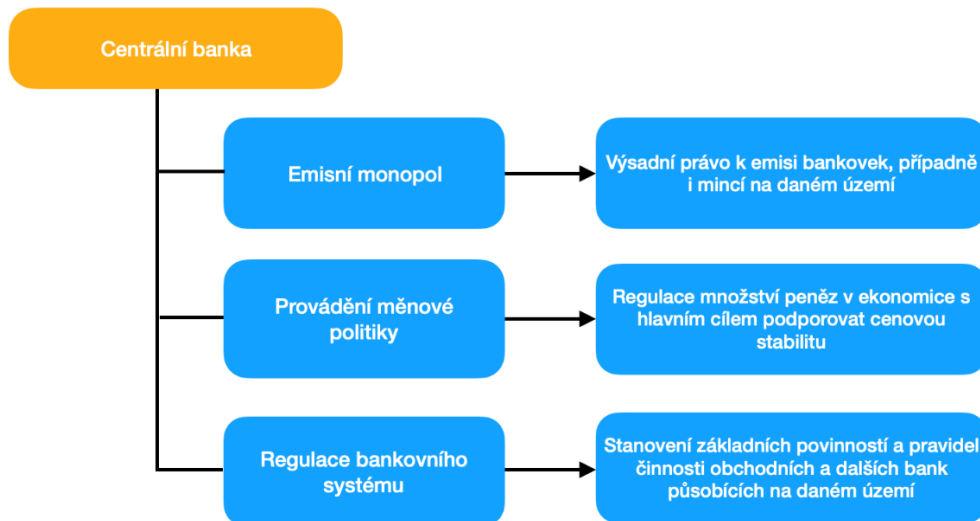 Centrální banka
Emisní monopol
Výsadní právo k emisi bankovek, případně
i mincí na daném území
Provádění měnové
politiky
Regulace množství peněz v ekonomice s
hlavním cílem podporovat cenovou
stabilitu
Regulace bankovního
systému
Stanovení základních povinností a pravidel
činnosti obchodních a dalších bank
působících na daném území